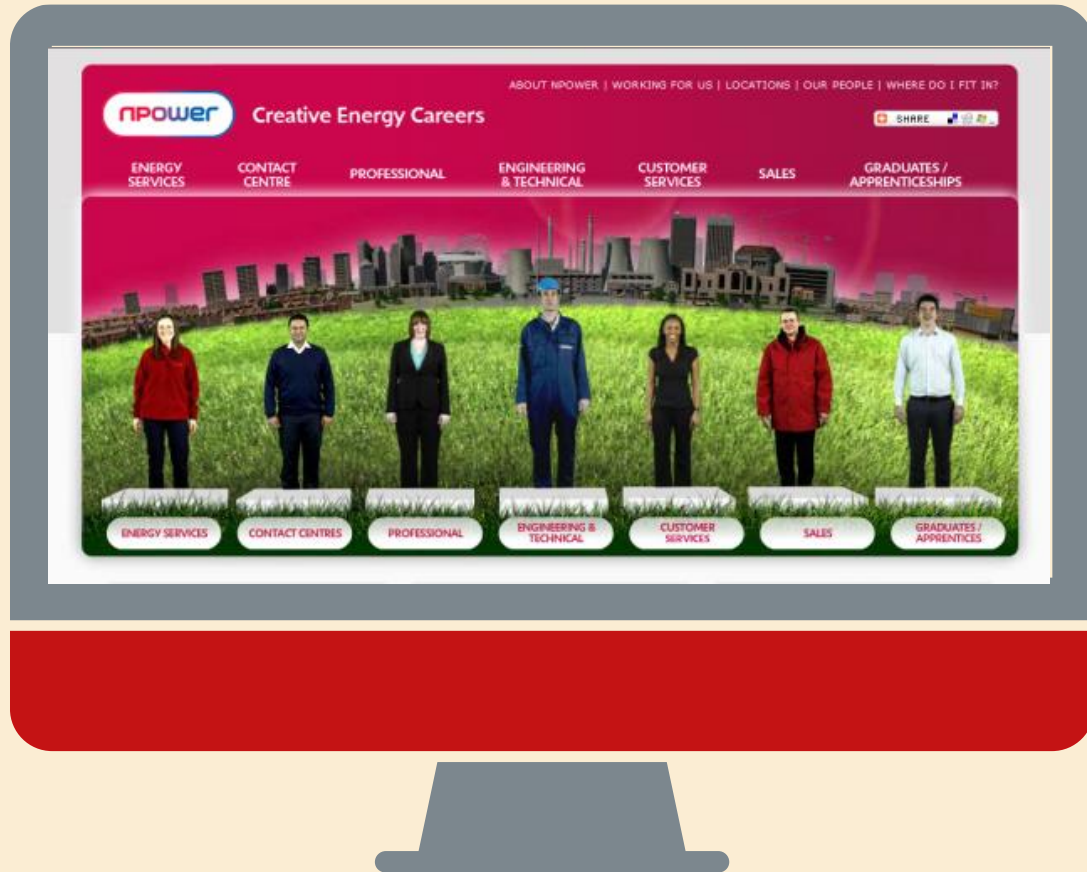 ABOUT NPOWER | WORKING FOR US | LOCATIONS | OUR PEOPLE | WHERE DO I FIT IN?
npower
Creative Energy Careers
SHARE
ENERGY
SERVICES
CONTACT
CENTRE
PROFESSIONAL
ENGINEERING
& TECHNICAL
CUSTOMER
SERVICES
SALES
GRADUATES /
APPRENTICESHIPS
ENERGY SERVICES
CONTACT CENTRES
PROFESSIONAL
ENGINEERING &
TECHNICAL
CUSTOMER
SERVICES
SALES
GRADUATES /
APPRENTICES